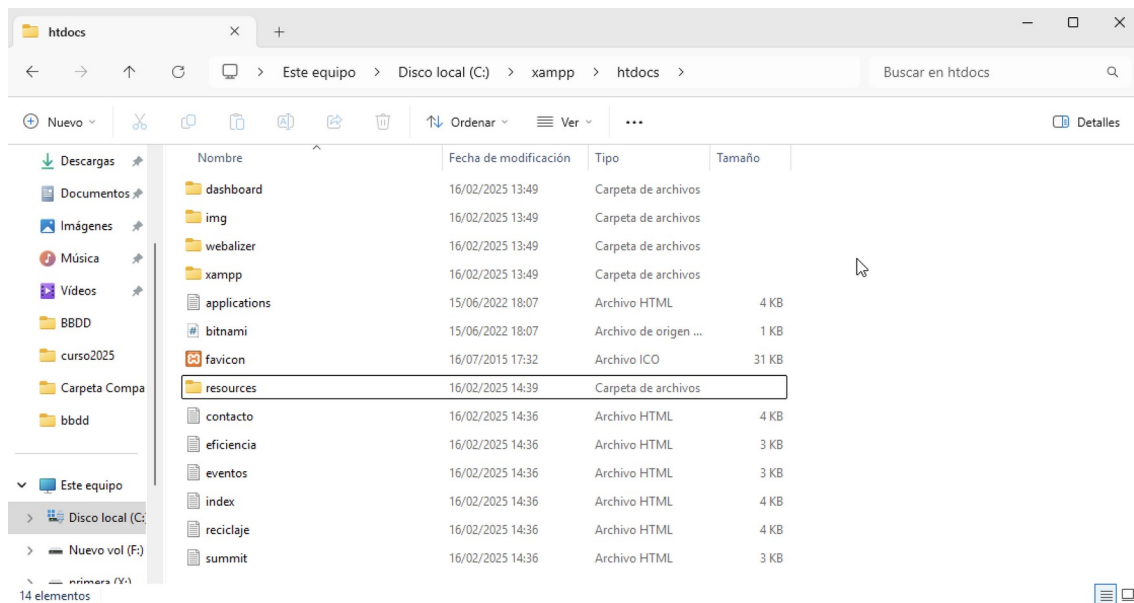 htdocs
Este equipo > Disco local (C:) > xampp > htdocs >
Buscar en htdocs
Nuevo
Ordenar
Ver
Detalles
Descargas
Documentos
Imágenes
Música
Vídeos
BBDD
curso2025
Carpeta Compa
bbdd
Este equipo
Disco local (C:
Nuevo vol (F:)
primera (X:)
Nombre Fecha de modificación Tipo Tamaño
dashboard 16/02/2025 13:49 Carpeta de archivos
img 16/02/2025 13:49 Carpeta de archivos
webalizer 16/02/2025 13:49 Carpeta de archivos
xampp 16/02/2025 13:49 Carpeta de archivos
applications 15/06/2022 18:07 Archivo HTML 4 KB
bitnami 15/06/2022 18:07 Archivo de origen ... 1 KB
favicon 16/07/2015 17:32 Archivo ICO 31 KB
resources 16/02/2025 14:39 Carpeta de archivos
contacto 16/02/2025 14:36 Archivo HTML 4 KB
eficiencia 16/02/2025 14:36 Archivo HTML 3 KB
eventos 16/02/2025 14:36 Archivo HTML 3 KB
index 16/02/2025 14:36 Archivo HTML 4 KB
reciclaje 16/02/2025 14:36 Archivo HTML 4 KB
summit 16/02/2025 14:36 Archivo HTML 3 KB
14 elementos